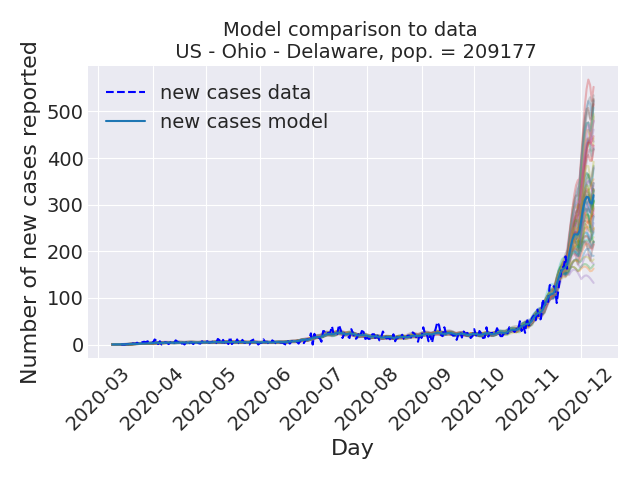 Model comparison to data
US - Ohio - Delaware, pop. = 209177
Number of new cases reported
500
400
300
200
100
0
new cases data
new cases model
2020-03
2020-04
2020-05
2020-06
2020-07
2020-08
2020-09
2020-10
2020-11
2020-12
Day